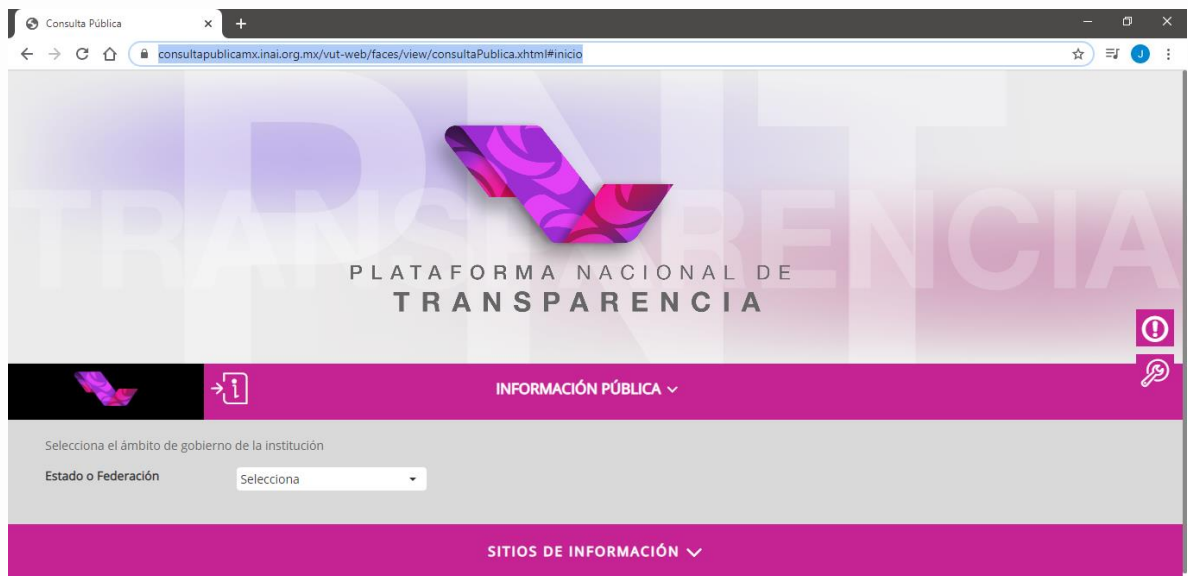 Consulta Pública
consultapublicamx.inai.org.mx/vut-web/faces/view/consultaPublica.xhtml#inicio
J
PNT
TRANSPARENCIA
PLATAFORMA NACIONAL DE
TRANSPARENCIA
INFORMACIÓN PÚBLICA
Selecciona el ámbito de gobierno de la institución
Estado o Federación Selecciona
SITIOS DE INFORMACIÓN